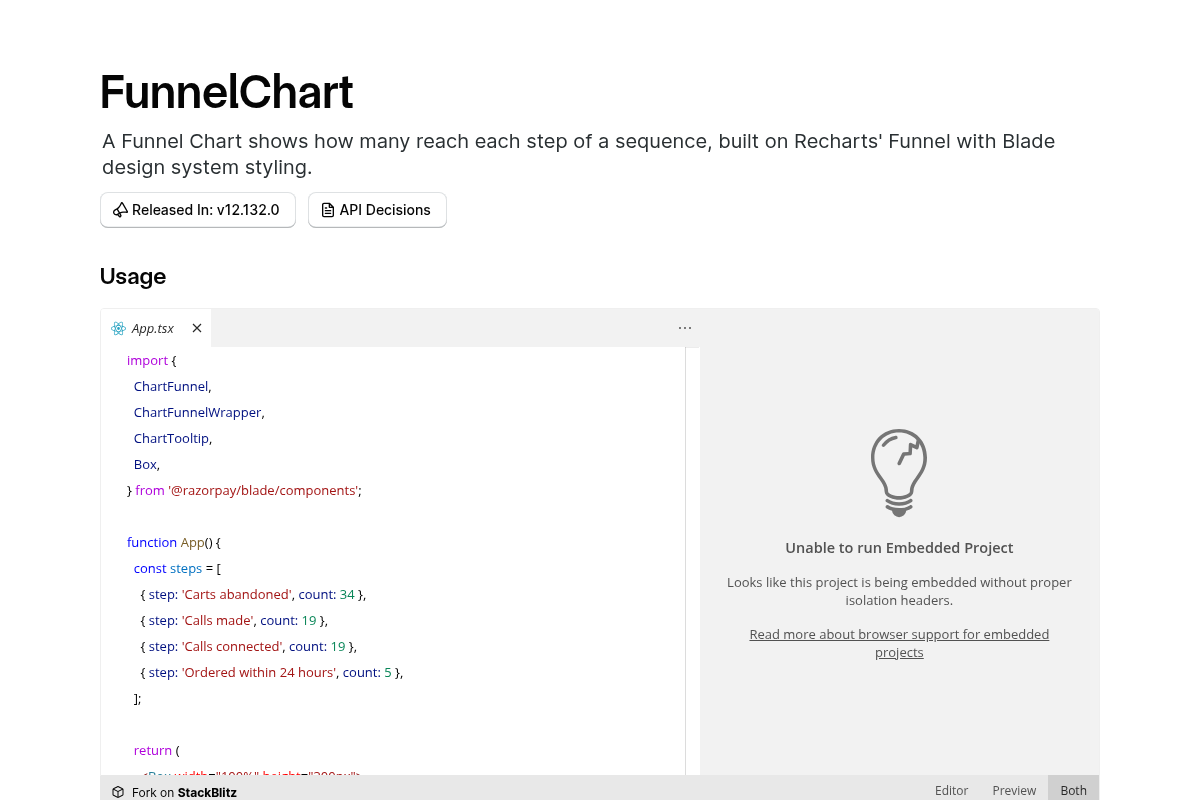 FunnelChart
A Funnel Chart shows how many reach each step of a sequence, built on Recharts' Funnel with Blade
design system styling.
Released In: v12.132.0
API Decisions
Usage
App.tsx
import {
ChartFunnel,
ChartFunnelWrapper,
ChartTooltip,
Box,
} from '@razorpay/blade/components';
function App() {
const steps = [
{ step: 'Carts abandoned', count: 34 },
{ step: 'Calls made', count: 19 },
{ step: 'Calls connected', count: 19 },
{ step: 'Ordered within 24 hours', count: 5 },
];
return (
Unable to run Embedded Project
Looks like this project is being embedded without proper
isolation headers.
Read more about browser support for embedded
projects
Fork on StackBlitz
Editor
Preview
Both